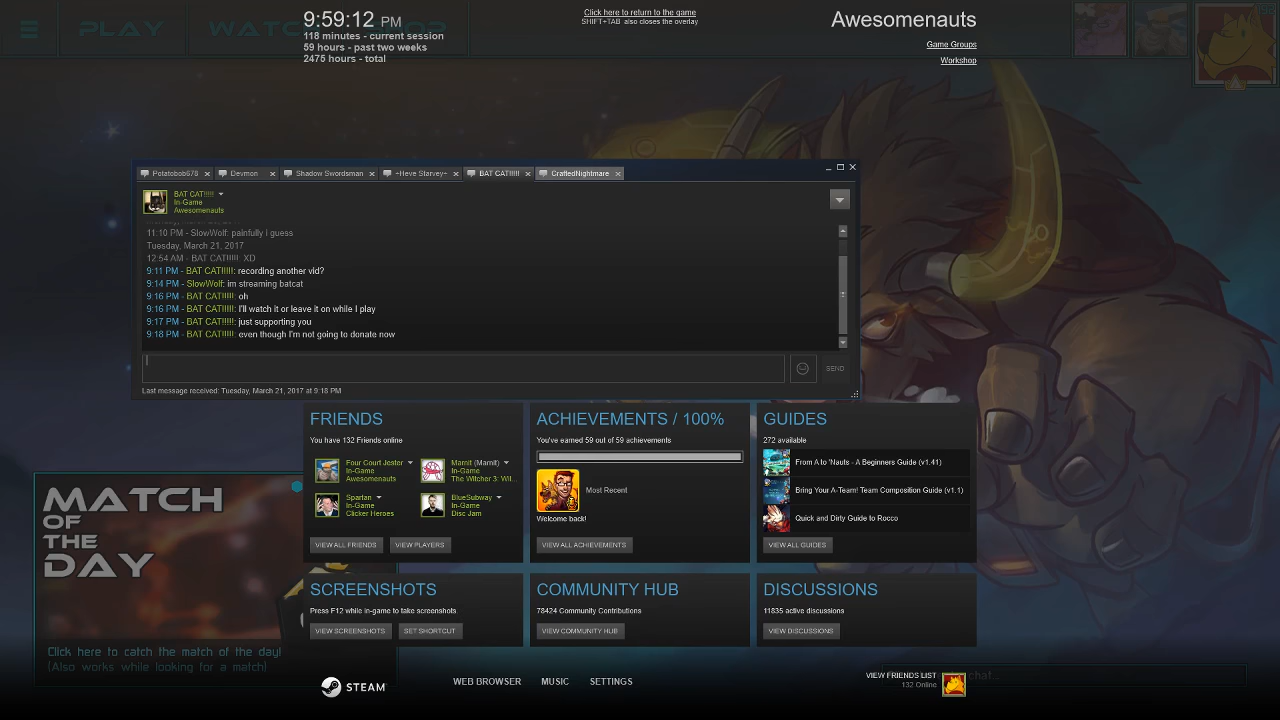 PLAY
WATCH
9:59:12 PM
118 minutes - current session
59 hours - past two weeks
2475 hours - total
Click here to return to the game
SHIFT+TAB also closes the overlay
Awesomenauts
Game Groups
Workshop
Potatobob678
Devmon
Shadow Swordsman
+Heve Starvey+
BAT CAT!!!!!
CraftedNightmare
BAT CAT!!!!!
In-Game
Awesomenauts
11:10 PM - SlowWolf: painfully i guess
Tuesday, March 21, 2017
12:54 AM - BAT CAT!!!!!: XD
9:11 PM - BAT CAT!!!!!: recording another vid?
9:14 PM - SlowWolf: im streaming batcat
9:16 PM - BAT CAT!!!!!: oh
9:16 PM - BAT CAT!!!!!: I'll watch it or leave it on while I play
9:17 PM - BAT CAT!!!!!: just supporting you
9:18 PM - BAT CAT!!!!!: even though I'm not going to donate now
SEND
Last message received: Tuesday, March 21, 2017 at 9:18 PM
FRIENDS
You have 132 Friends online
Four Court Jester
In-Game
Awesomenauts
Marnit (Mamit)
In-Game
The Witcher 3: Wil...
Spartan
In-Game
Clicker Heroes
BlueSubway
In-Game
Disc Jam
VIEW ALL FRIENDS
VIEW PLAYERS
ACHIEVEMENTS / 100%
You've earned 59 out of 59 achievements
Most Recent
Welcome back!
VIEW ALL ACHIEVEMENTS
GUIDES
272 available
From A to 'Nauts - A Beginners Guide (v1.41)
Bring Your A-Team! Team Composition Guide (v1.1)
Quick and Dirty Guide to Rocco
VIEW ALL GUIDES
MATCH
OF
THE
DAY
Click here to catch the match of the day!
(Also works while looking for a match)
SCREENSHOTS
Press F12 while in-game to take screenshots
VIEW SCREENSHOTS
SET SHORTCUT
COMMUNITY HUB
78424 Community Contributions
VIEW COMMUNITY HUB
DISCUSSIONS
11835 active discussions
VIEW DISCUSSIONS
STEAM
WEB BROWSER
MUSIC
SETTINGS
VIEW FRIENDS LIST
132 Online
chat...